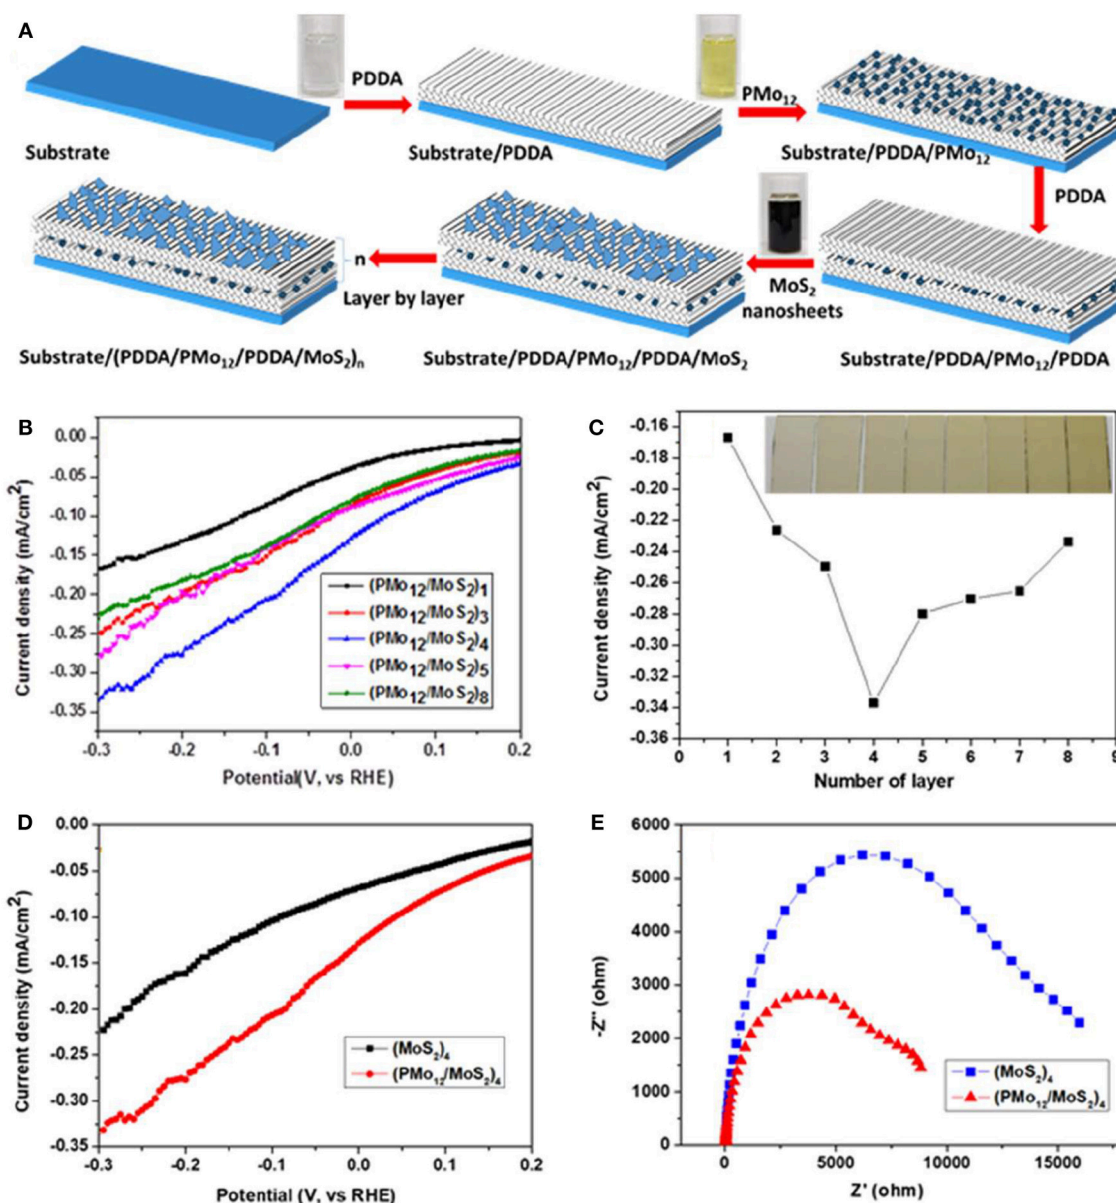 A
PDDA
PMo₁₂
Substrate
Substrate/PDDA
Substrate/PDDA/PMo₁₂
PDDA
n
Layer by layer
MoS₂
nanosheets
Substrate/(PDDA/PMo₁₂/PDDA/MoS₂)ₙ
Substrate/PDDA/PMo₁₂/PDDA/MoS₂
Substrate/PDDA/PMo₁₂/PDDA
B
Current density (mA/cm²)
0.00
-0.05
-0.10
-0.15
-0.20
-0.25
-0.30
-0.35
(PMo₁₂/MoS₂)₁
(PMo₁₂/MoS₂)₃
(PMo₁₂/MoS₂)₄
(PMo₁₂/MoS₂)₅
(PMo₁₂/MoS₂)₈
-0.3 -0.2 -0.1 0.0 0.1 0.2
Potential(V, vs RHE)
C
Current density (mA/cm²)
-0.16
-0.18
-0.20
-0.22
-0.24
-0.26
-0.28
-0.30
-0.32
-0.34
-0.36
0 1 2 3 4 5 6 7 8 9
Number of layer
D
Current density (mA/cm²)
0.00
-0.05
-0.10
-0.15
-0.20
-0.25
-0.30
-0.35
(MoS₂)₄
(PMo₁₂/MoS₂)₄
-0.3 -0.2 -0.1 0.0 0.1 0.2
Potential (V, vs RHE)
E
-Z'' (ohm)
6000
5000
4000
3000
2000
1000
0
(MoS₂)₄
(PMo₁₂/MoS₂)₄
0 5000 10000 15000
Z' (ohm)